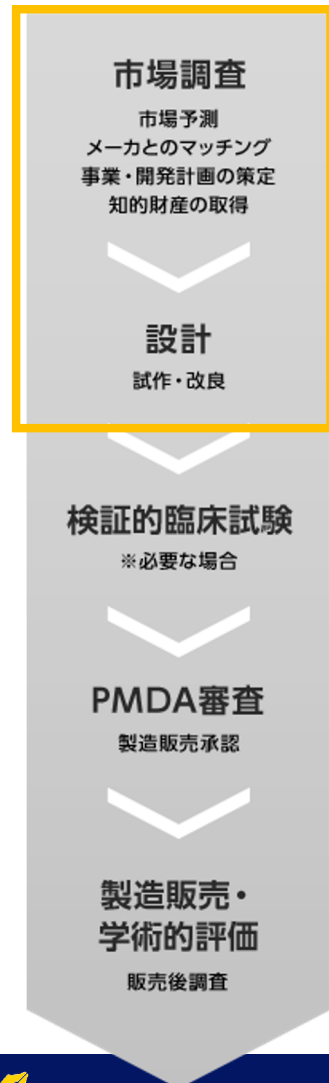 市場調査
市場予測
メーカとのマッチング
事業・開発計画の策定
知的財産の取得
設計
試作・改良
検証的臨床試験
※必要な場合
PMDA審査
製造販売承認
製造販売・
学術的評価
販売後調査